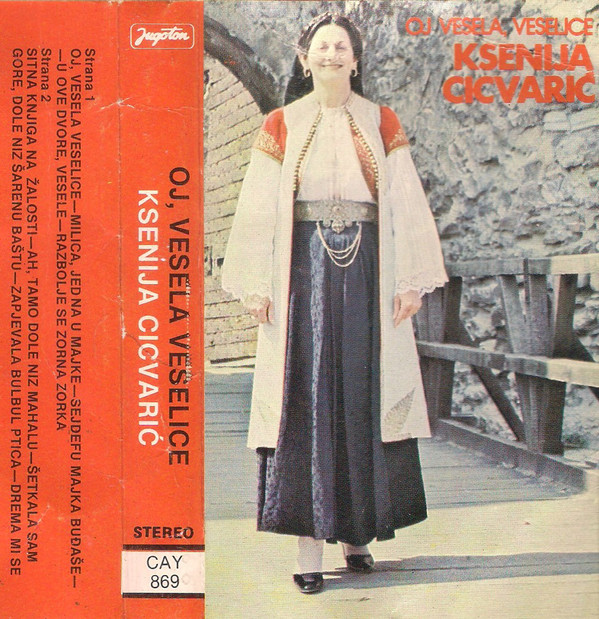 Strana 1
OJ, VESELA VESELICE—MILICA, JEDNA U MAJKE—SEJDEFU MAJKA BUĐAŠE—
—U OVE DVORE, VESELE—RAZBOLJE SE ZORNA ZORKA
Strana 2
SITNA KNJIGA NA ŽALOSTI—AH, TAMO DOLE NIZ MAHALU—ŠETKALA SAM
GORE, DOLE NIZ ŠARENU BAŠTU—ZAPJEVALA BULBUL PTICA—DREMA MI SE
Jugoton
OJ, VESELA VESELICE
KSENIJA CICVARIĆ
STEREO
CAY
869
OJ VESELA, VESELICE
KSENIJA
CICVARIĆ